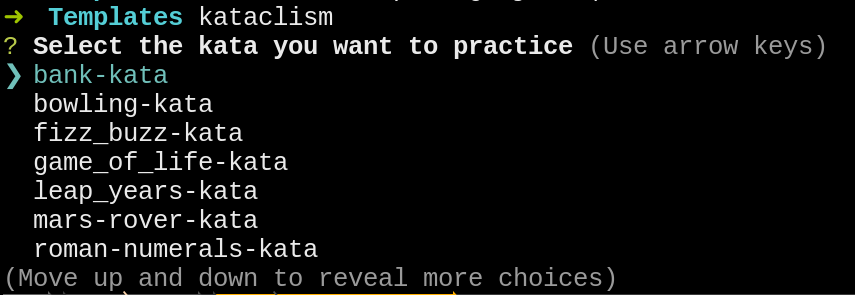 ➜ Templates kataclism
? Select the kata you want to practice (Use arrow keys)
❯ bank-kata
bowling-kata
fizz_buzz-kata
game_of_life-kata
leap_years-kata
mars-rover-kata
roman-numerals-kata
(Move up and down to reveal more choices)